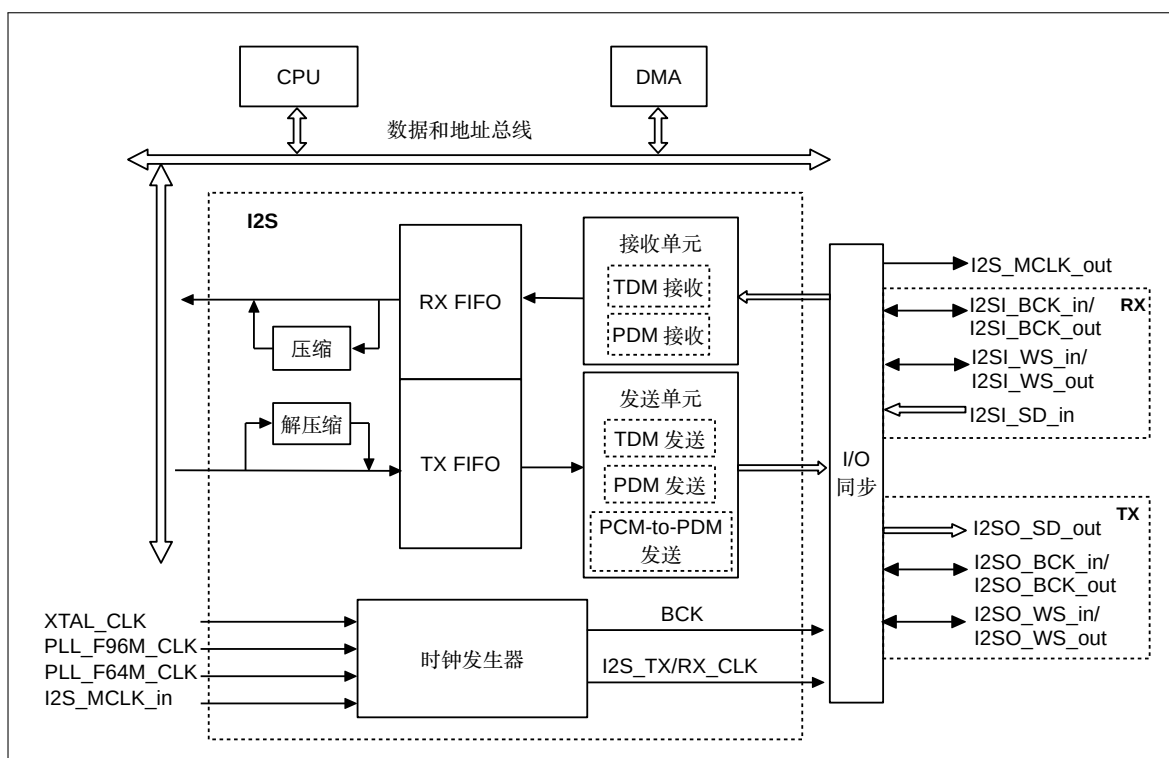 CPU
DMA
数据和地址总线
I2S
RX FIFO
压缩
解压缩
TX FIFO
接收单元
TDM 接收
PDM 接收
发送单元
TDM 发送
PDM 发送
PCM-to-PDM
发送
I/O
同步
I2S_MCLK_out
RX
I2SI_BCK_in/
I2SI_BCK_out
I2SI_WS_in/
I2SI_WS_out
I2SI_SD_in
TX
I2SO_SD_out
I2SO_BCK_in/
I2SO_BCK_out
I2SO_WS_in/
I2SO_WS_out
XTAL_CLK
PLL_F96M_CLK
PLL_F64M_CLK
I2S_MCLK_in
时钟发生器
BCK
I2S_TX/RX_CLK